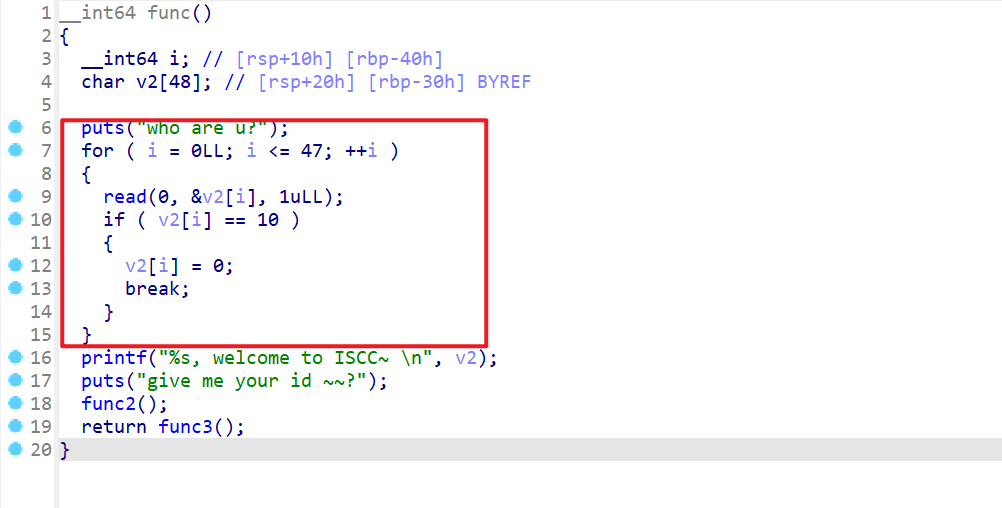 1 __int64 func()
2 {
3   __int64 i; // [rsp+10h] [rbp-40h]
4   char v2[48]; // [rsp+20h] [rbp-30h] BYREF
5
6   puts("who are u?");
7   for ( i = 0LL; i <= 47; ++i )
8   {
9     read(0, &v2[i], 1uLL);
10     if ( v2[i] == 10 )
11     {
12       v2[i] = 0;
13       break;
14     }
15   }
16   printf("%s, welcome to ISCC~ \n", v2);
17   puts("give me your id ~~?");
18   func2();
19   return func3();
20 }